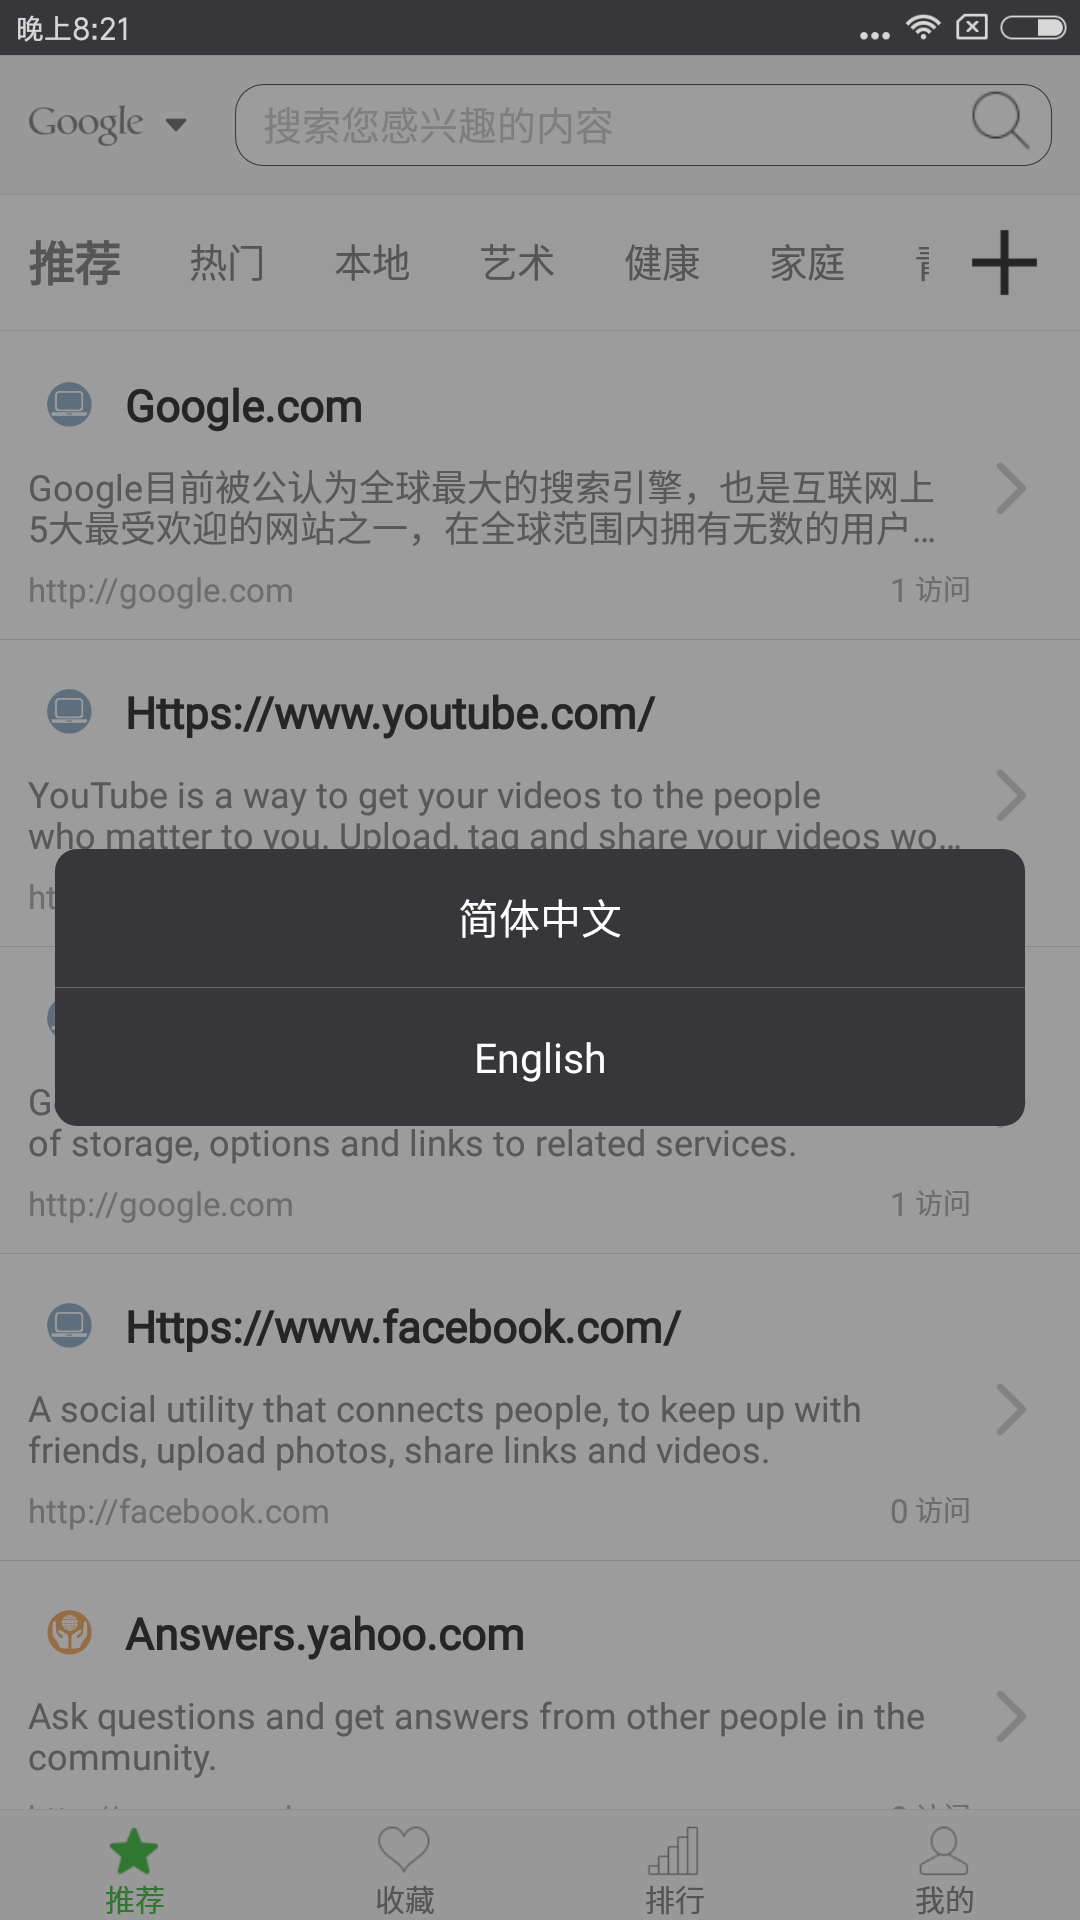 晚上8:21
Google
搜索您感兴趣的内容
推荐 热门 本地 艺术 健康 家庭
Google.com
Google目前被公认为全球最大的搜索引擎，也是互联网上
5大最受欢迎的网站之一，在全球范围内拥有无数的用户...
http://google.com 1 访问
Https://www.youtube.com/
YouTube is a way to get your videos to the people
who matter to you. Upload, tag and share your videos wo...
ht
简体中文
English
G
of storage, options and links to related services.
http://google.com 1 访问
Https://www.facebook.com/
A social utility that connects people, to keep up with
friends, upload photos, share links and videos.
http://facebook.com 0 访问
Answers.yahoo.com
Ask questions and get answers from other people in the
community.
推荐 收藏 排行 我的